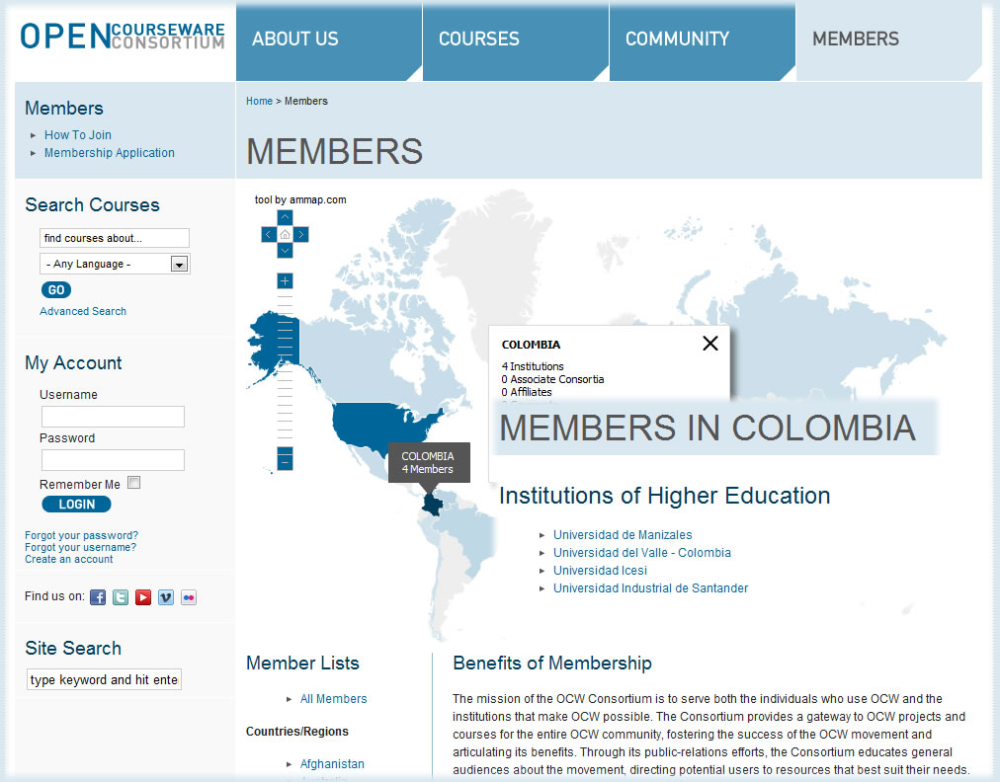 OPEN COURSEWARE CONSORTIUM
ABOUT US
COURSES
COMMUNITY
MEMBERS
Members
How To Join
Membership Application
Home > Members
MEMBERS
Search Courses
find courses about...
- Any Language -
GO
Advanced Search
My Account
Username
Password
Remember Me
LOGIN
Forgot your password?
Forgot your username?
Create an account
Find us on:
Site Search
type keyword and hit ente
tool by ammap.com
COLOMBIA
4 Institutions
0 Associate Consortia
0 Affiliates
MEMBERS IN COLOMBIA
COLOMBIA
4 Members
Institutions of Higher Education
Universidad de Manizales
Universidad del Valle - Colombia
Universidad Icesi
Universidad Industrial de Santander
Member Lists
All Members
Countries/Regions
Afghanistan
Benefits of Membership
The mission of the OCW Consortium is to serve both the individuals who use OCW and the
institutions that make OCW possible. The Consortium provides a gateway to OCW projects and
courses for the entire OCW community, fostering the success of the OCW movement and
articulating its benefits. Through its public-relations efforts, the Consortium educates general
audiences about the movement, directing potential users to resources that best suit their needs.